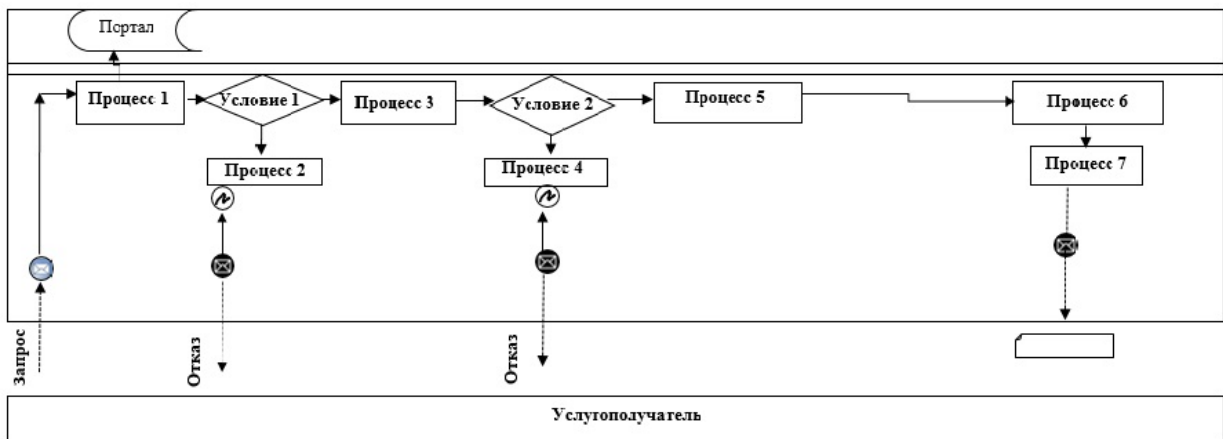 Портал
Процесс 1
Условие 1
Процесс 3
Условие 2
Процесс 5
Процесс 6
Процесс 2
Процесс 4
Процесс 7
Запрос
Отказ
Отказ
Услугополучатель